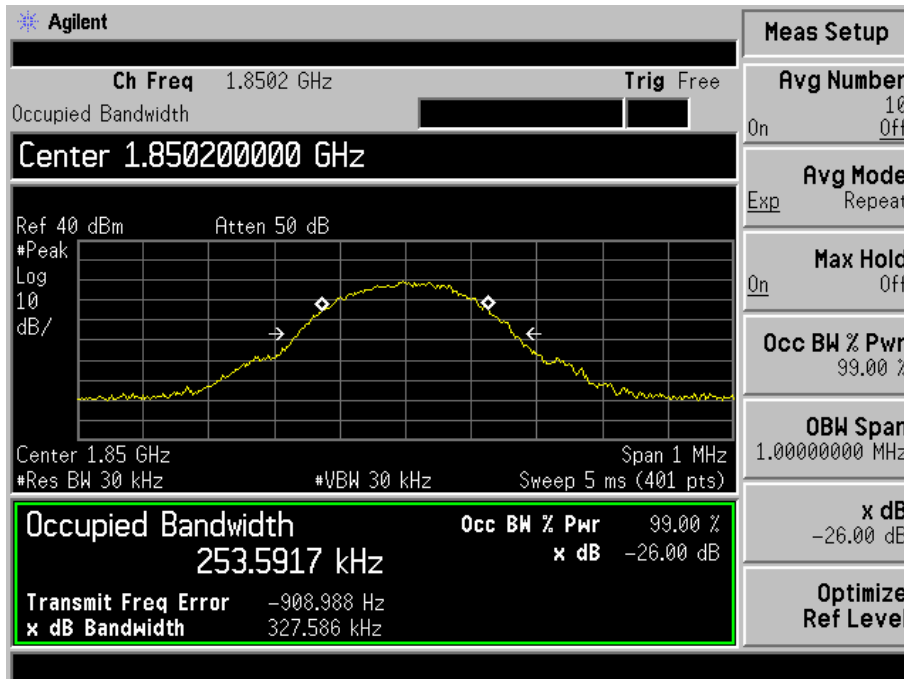 Agilent
Ch Freq 1.8502 GHz Trig Free
Occupied Bandwidth
Center 1.850200000 GHz
Ref 40 dBm Atten 50 dB
#Peak
Log
10
dB/
Center 1.85 GHz Span 1 MHz
#Res BW 30 kHz #VBW 30 kHz Sweep 5 ms (401 pts)
Occupied Bandwidth Occ BW % Pwr 99.00 %
253.5917 kHz x dB -26.00 dB
Transmit Freq Error -908.988 Hz
x dB Bandwidth 327.586 kHz
Meas Setup
Avg Number
10
On Off
Avg Mode
Exp Repeat
Max Hold
On Off
Occ BW % Pwr
99.00 %
OBW Span
1.00000000 MHz
x dB
-26.00 dB
Optimize
Ref Level